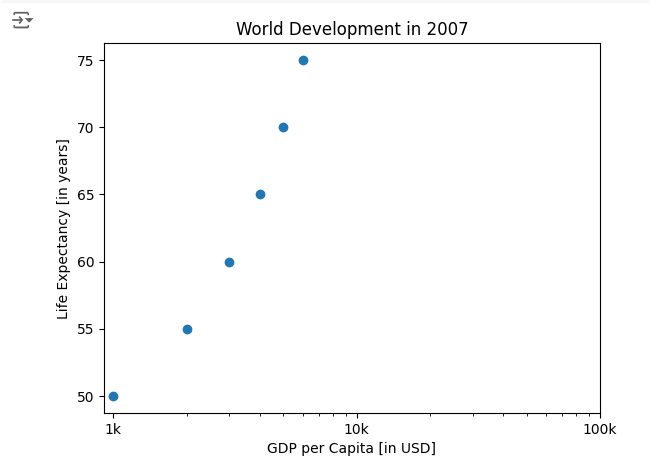 World Development in 2007
75
70
65
60
55
50
Life Expectancy [in years]
1k
10k
100k
GDP per Capita [in USD]